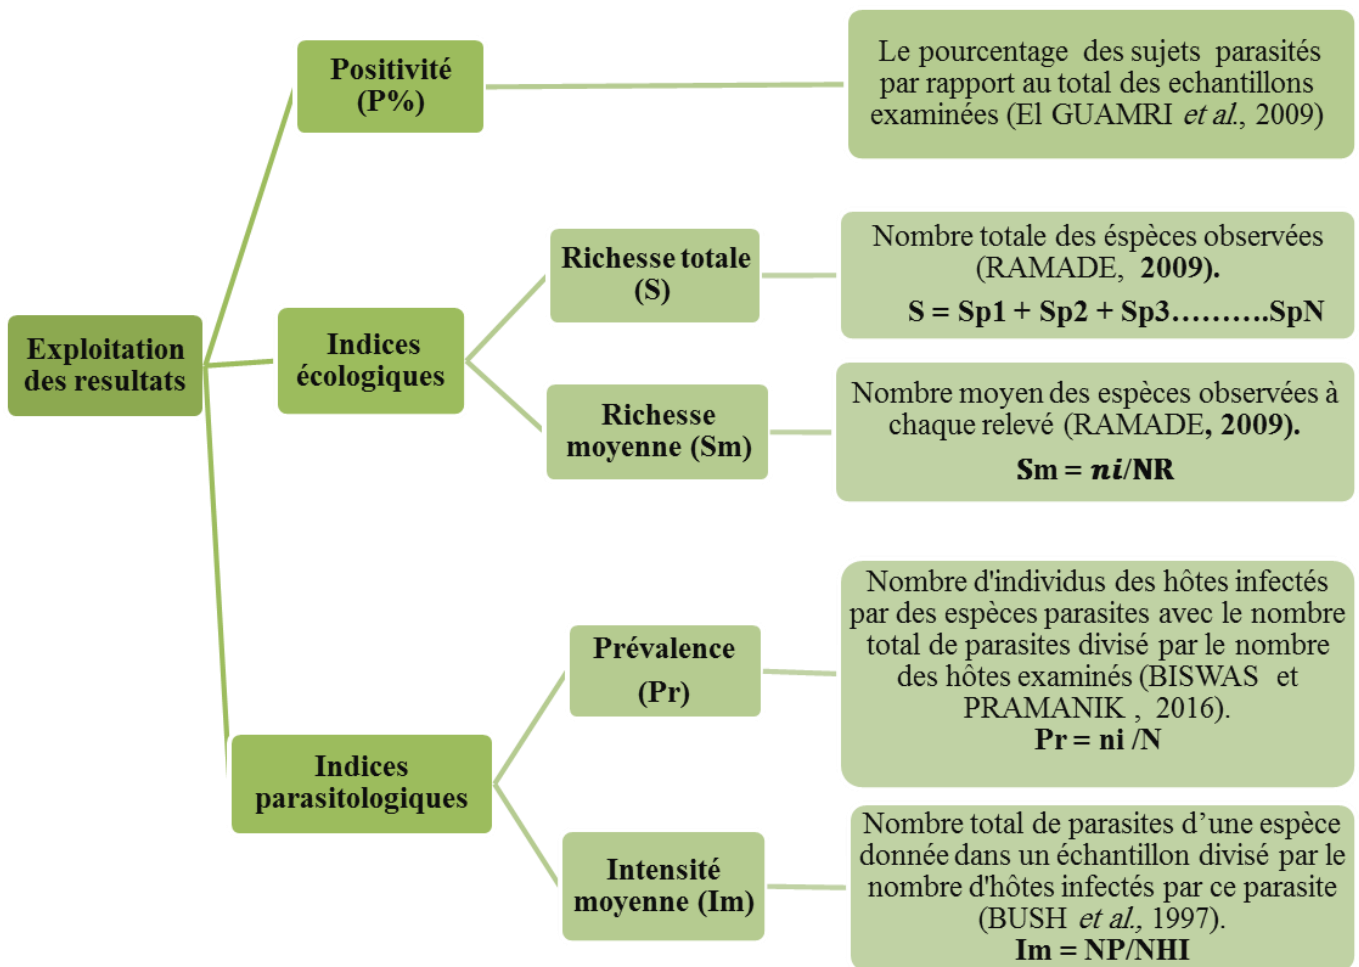 Exploitation
des resultats
Positivité
(P%)
Le pourcentage des sujets parasités
par rapport au total des echantillons
examinées (El GUAMRI et al., 2009)
Indices
écologiques
Richesse totale
(S)
Nombre totale des éspèces observées
(RAMADE, 2009).
S = Sp1 + Sp2 + Sp3……….SpN
Richesse
moyenne (Sm)
Nombre moyen des espèces observées à
chaque relevé (RAMADE, 2009).
Sm = ni/NR
Indices
parasitologiques
Prévalence
(Pr)
Nombre d'individus des hôtes infectés
par des espèces parasites avec le nombre
total de parasites divisé par le nombre
des hôtes examinés (BISWAS et
PRAMANIK , 2016).
Pr = ni /N
Intensité
moyenne (Im)
Nombre total de parasites d’une espèce
donnée dans un échantillon divisé par le
nombre d'hôtes infectés par ce parasite
(BUSH et al., 1997).
Im = NP/NHI